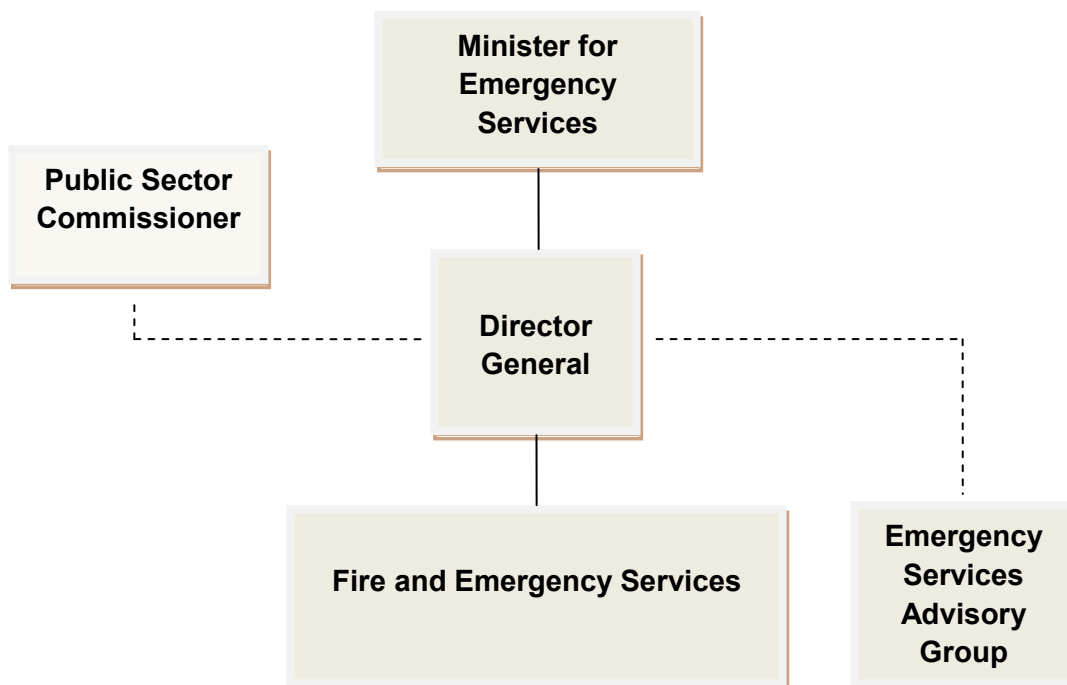 Minister for
Emergency
Services
Public Sector
Commissioner
Director
General
Fire and Emergency Services
Emergency
Services
Advisory
Group